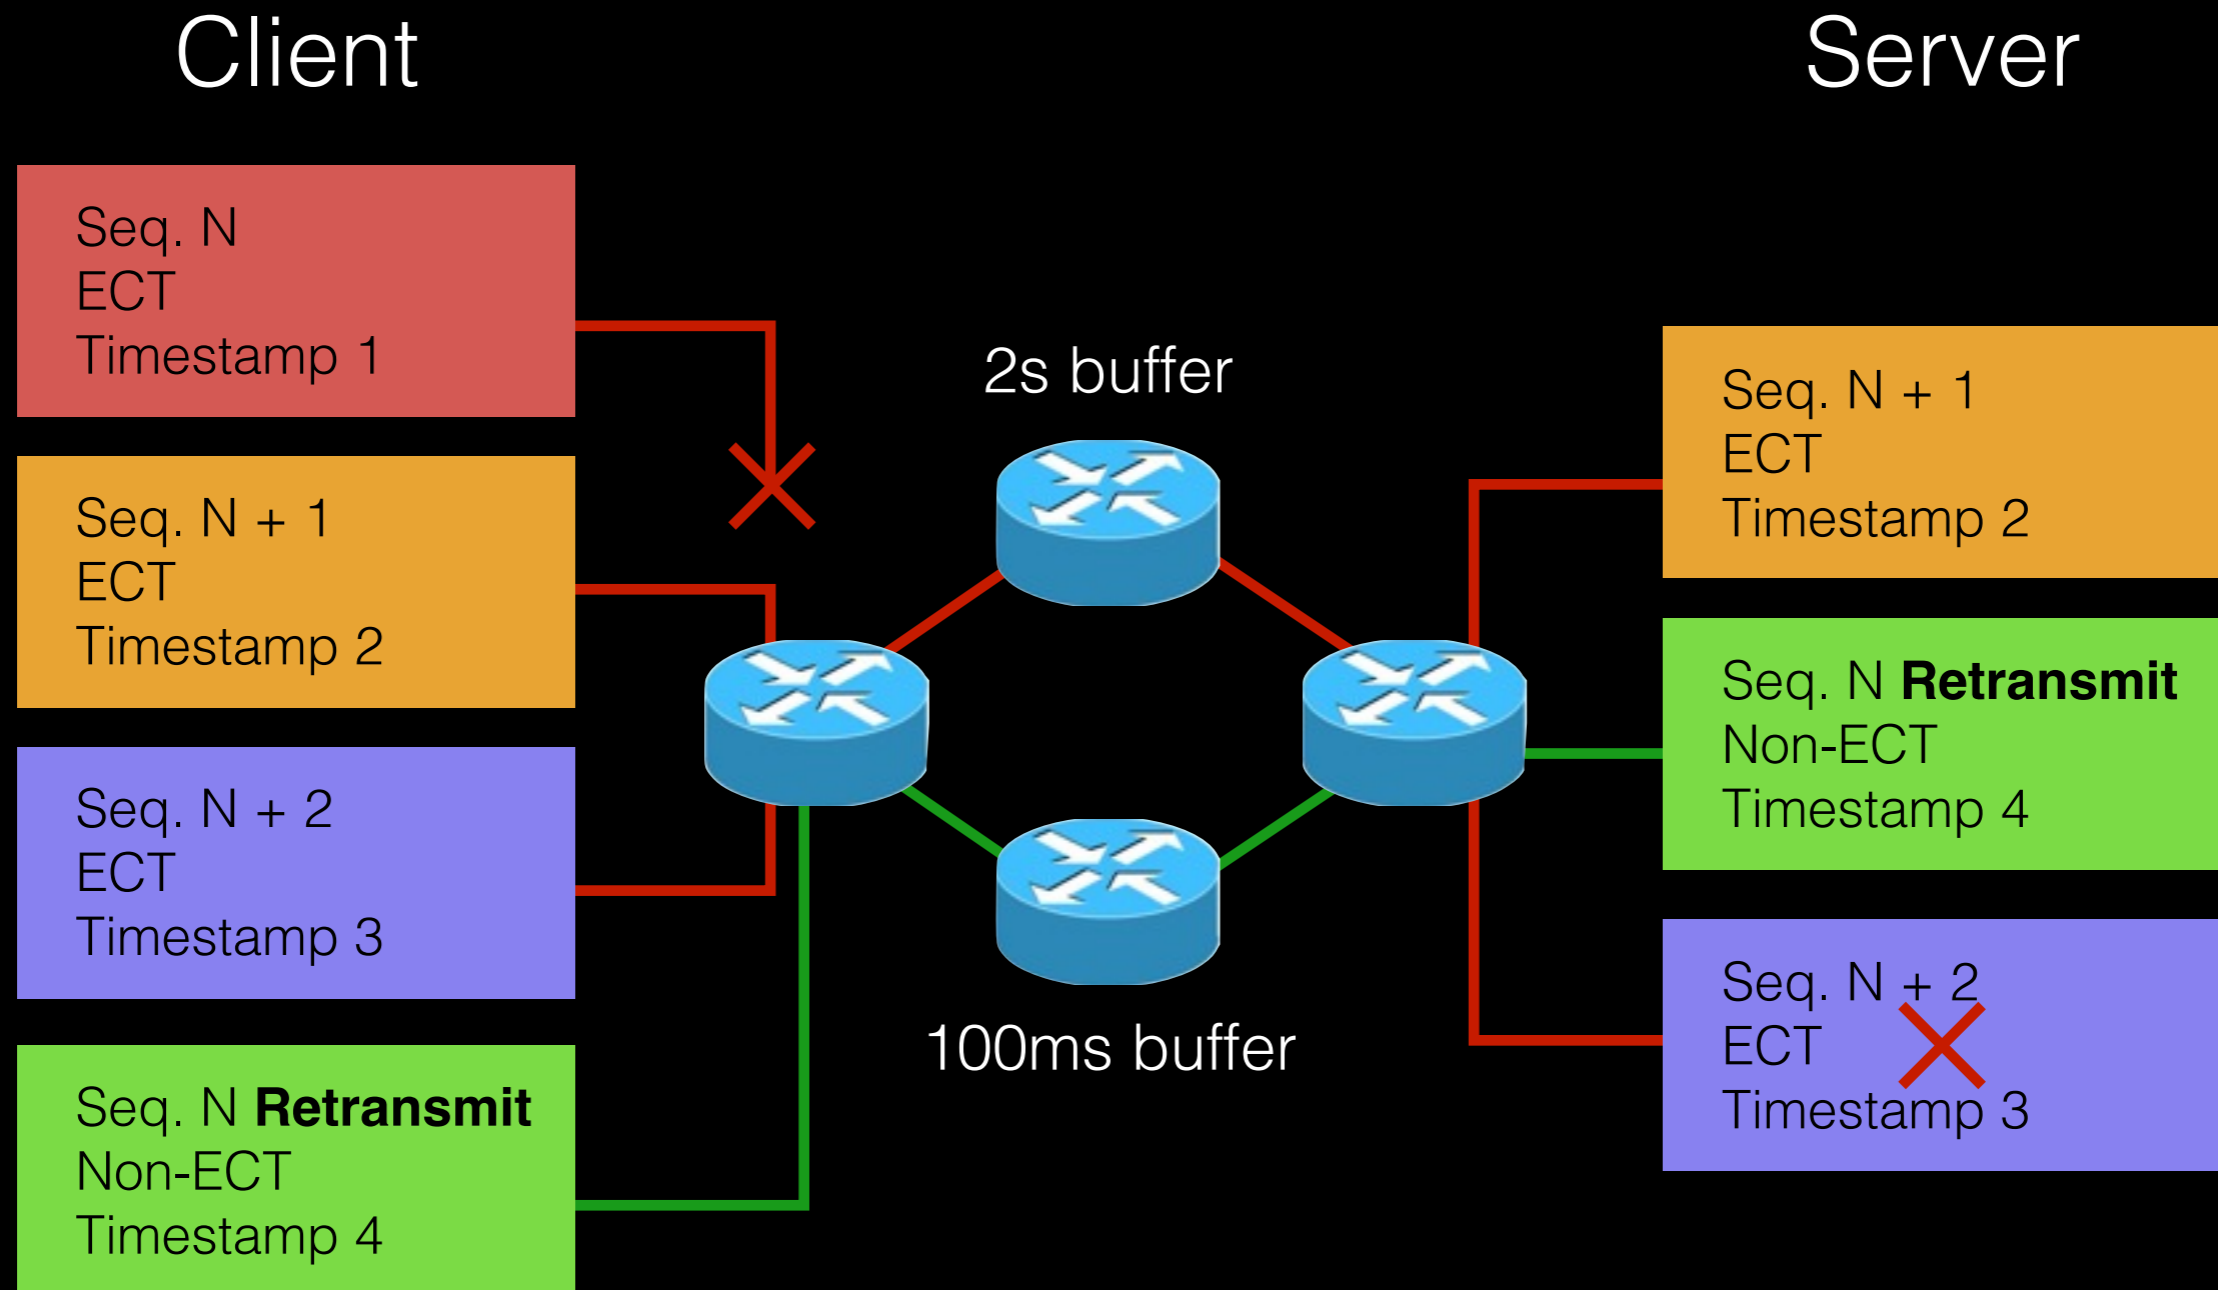 Client
Server
Seq. N
ECT
Timestamp 1
Seq. N + 1
ECT
Timestamp 2
Seq. N + 2
ECT
Timestamp 3
Seq. N Retransmit
Non-ECT
Timestamp 4
2s buffer
100ms buffer
Seq. N + 1
ECT
Timestamp 2
Seq. N Retransmit
Non-ECT
Timestamp 4
Seq. N + 2
ECT
Timestamp 3